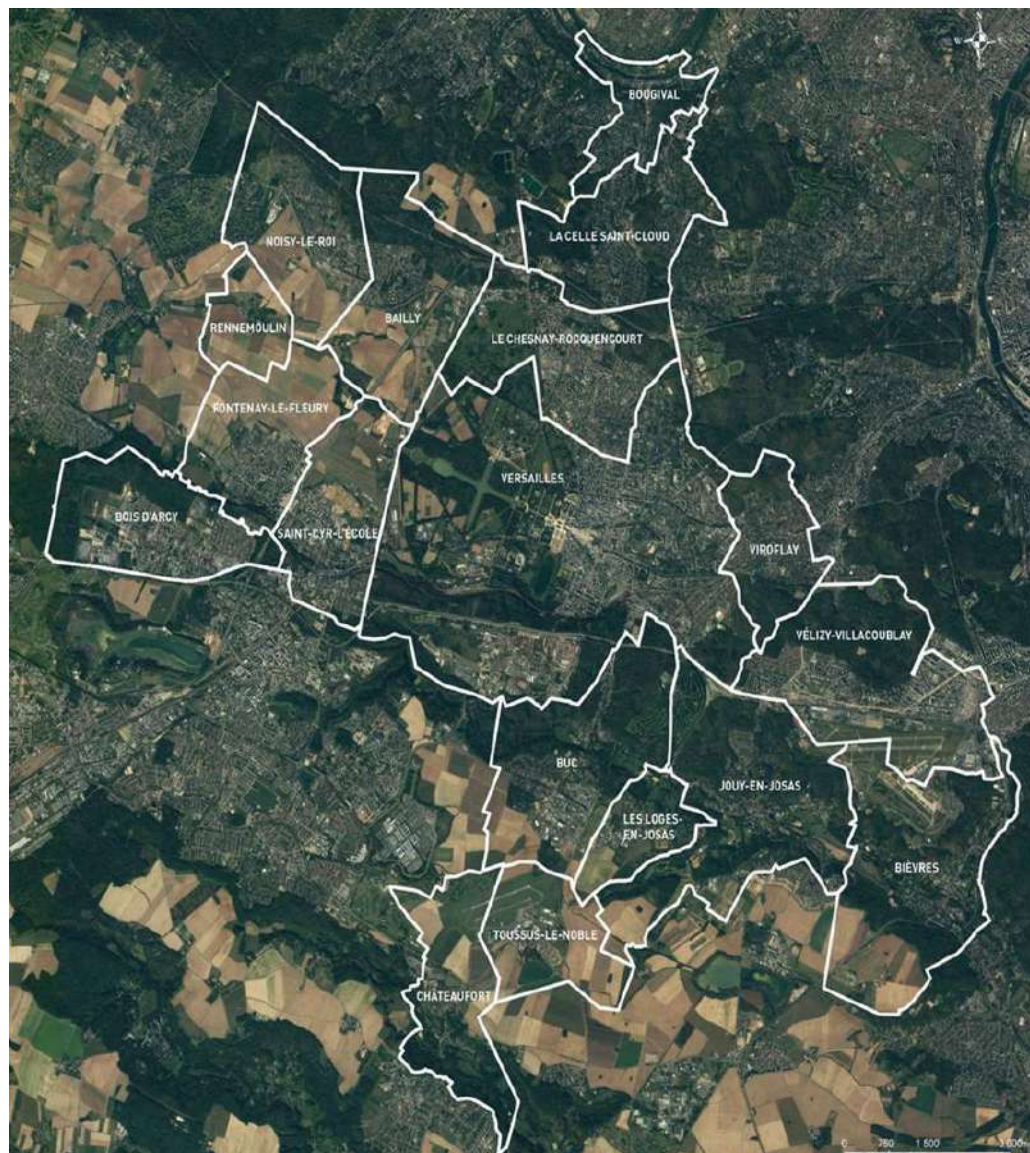 BOUGIVAL
LA CELLE SAINT-CLOUD
NOISY-LE-ROI
BAILLY
RENNEMOULIN
LE CHESNAY-ROCQUENCOURT
FONTENAY-LE-FLEURY
VERSAILLES
BOIS D'ARCY
SAINT-CYR-L'ÉCOLE
VIROFLAY
VÉLIZY-VILLACOUBLAY
BUC
JOUY-EN-JOSAS
LES LOGES-
EN-JOSAS
BIÈVRES
TOUSSUS-LE-NOBLE
CHÂTEAUFORT
0 750 1 500 3 000